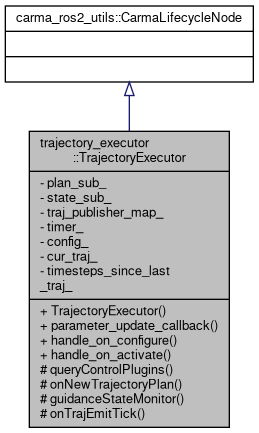 carma_ros2_utils::CarmaLifecycleNode
trajectory_executor
::TrajectoryExecutor
- plan_sub_
- state_sub_
- traj_publisher_map_
- timer_
- config_
- cur_traj_
- timesteps_since_last
_traj_
+ TrajectoryExecutor()
+ parameter_update_callback()
+ handle_on_configure()
+ handle_on_activate()
# queryControlPlugins()
# onNewTrajectoryPlan()
# guidanceStateMonitor()
# onTrajEmitTick()